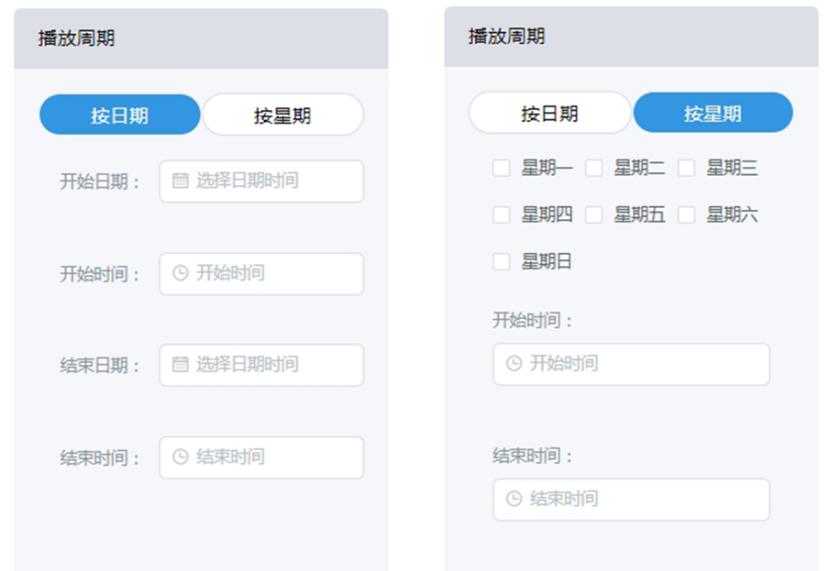 播放周期
按日期 按星期
开始日期： 选择日期时间
开始时间： 开始时间
结束日期： 选择日期时间
结束时间： 结束时间
播放周期
按日期 按星期
星期一 星期二 星期三
星期四 星期五 星期六
星期日
开始时间：
开始时间
结束时间：
结束时间